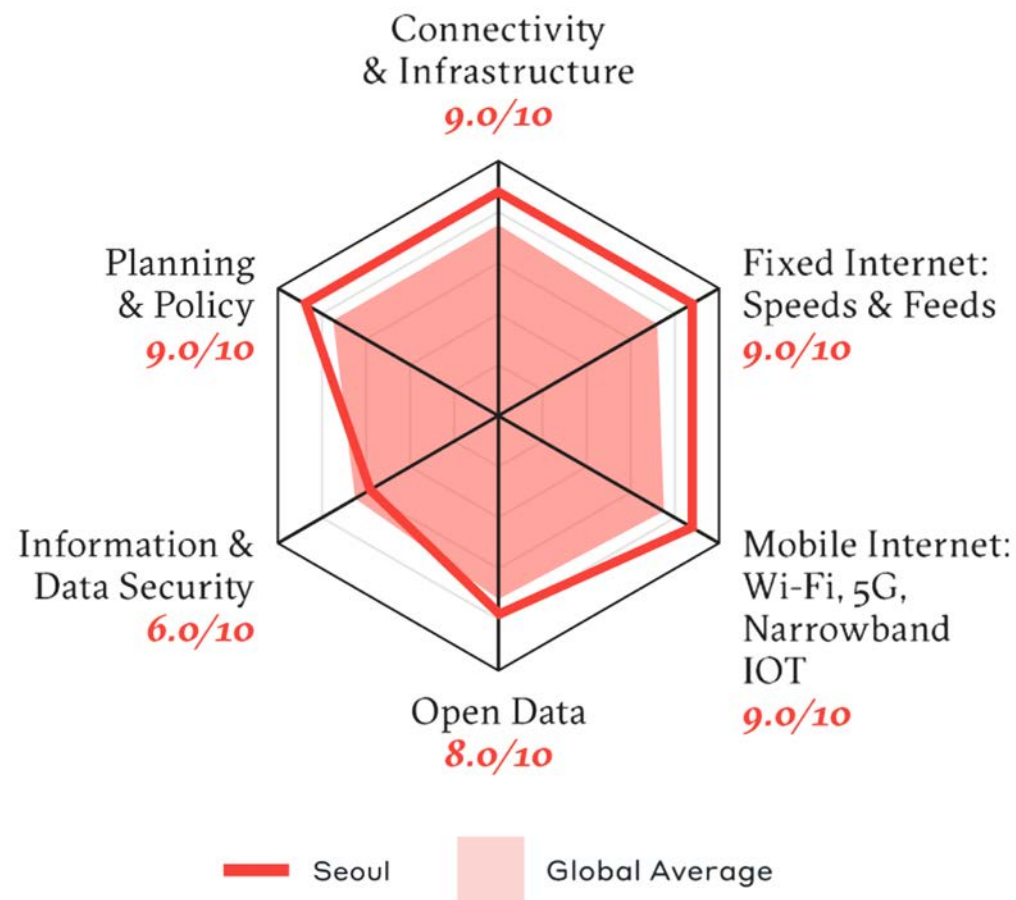 Connectivity
& Infrastructure
9.0/10
Fixed Internet:
Speeds & Feeds
9.0/10
Mobile Internet:
Wi-Fi, 5G,
Narrowband
IOT
9.0/10
Open Data
8.0/10
Information &
Data Security
6.0/10
Planning
& Policy
9.0/10
Seoul
Global Average